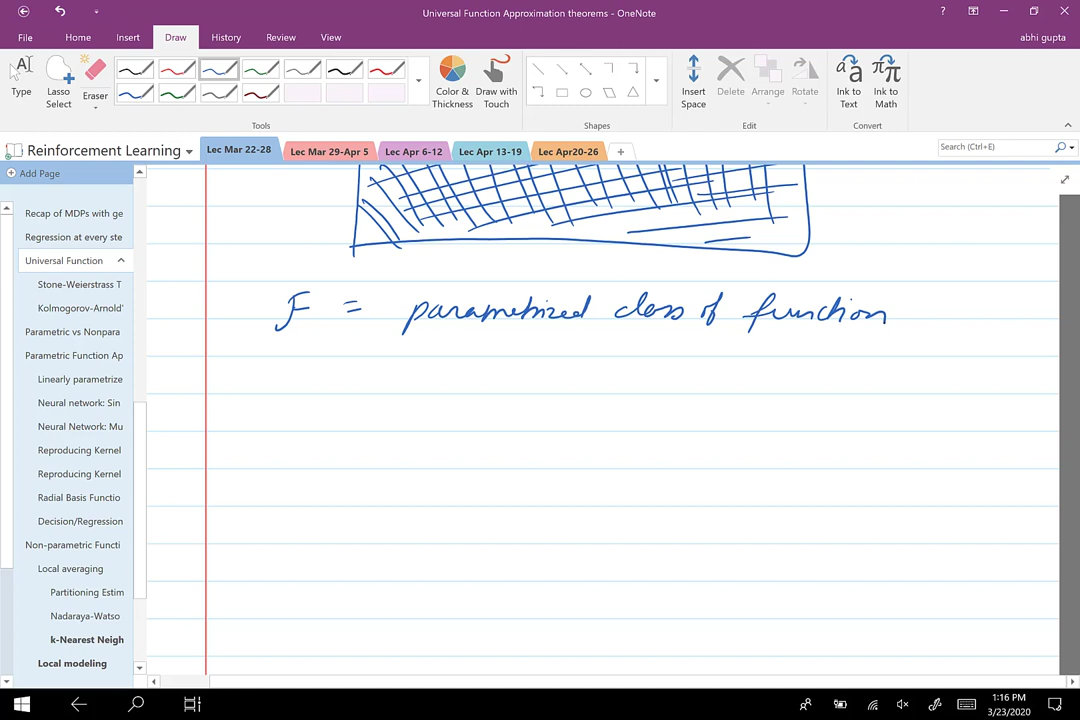 Universal Function Approximation theorems - OneNote
?
File
Home
Insert
Draw
History
Review
View
abhi gupta
Type
Lasso Select
Eraser
Color & Thickness
Draw with Touch
Insert Space
Delete
Arrange
Rotate
Ink to Text
Ink to Math
Tools
Shapes
Edit
Convert
Reinforcement Learning
Lec Mar 22-28
Lec Mar 29-Apr 5
Lec Apr 6-12
Lec Apr 13-19
Lec Apr20-26
+
Search (Ctrl+E)
Add Page
Recap of MDPs with ge
Regression at every ste
Universal Function
Stone-Weierstrass T
Kolmogorov-Arnold'
Parametric vs Nonpara
Parametric Function Ap
Linearly parametrize
Neural network: Sin
Neural Network: Mu
Reproducing Kernel
Reproducing Kernel
Radial Basis Functio
Decision/Regression
Non-parametric Functi
Local averaging
Partitioning Estim
Nadaraya-Watso
k-Nearest Neigh
Local modeling
F = parametrized class of function
1:16 PM
3/23/2020